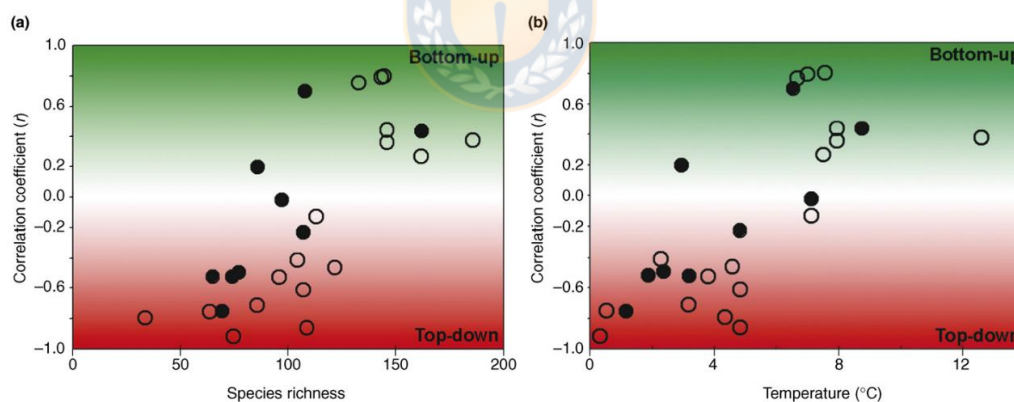 (a)
1.0
0.6
0.2
0.0
−0.2
−0.6
−1.0
Correlation coefficient (r)
Bottom-up
Top-down
0
50
100
150
200
Species richness
(b)
1.0
0.6
0.2
0.0
−0.2
−0.6
−1.0
Correlation coefficient (r)
Bottom-up
Top-down
0
4
8
12
Temperature (°C)